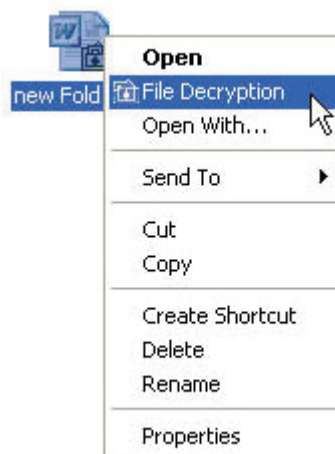 Open
new Fold
File Decryption
Open With...
Send To
Cut
Copy
Create Shortcut
Delete
Rename
Properties